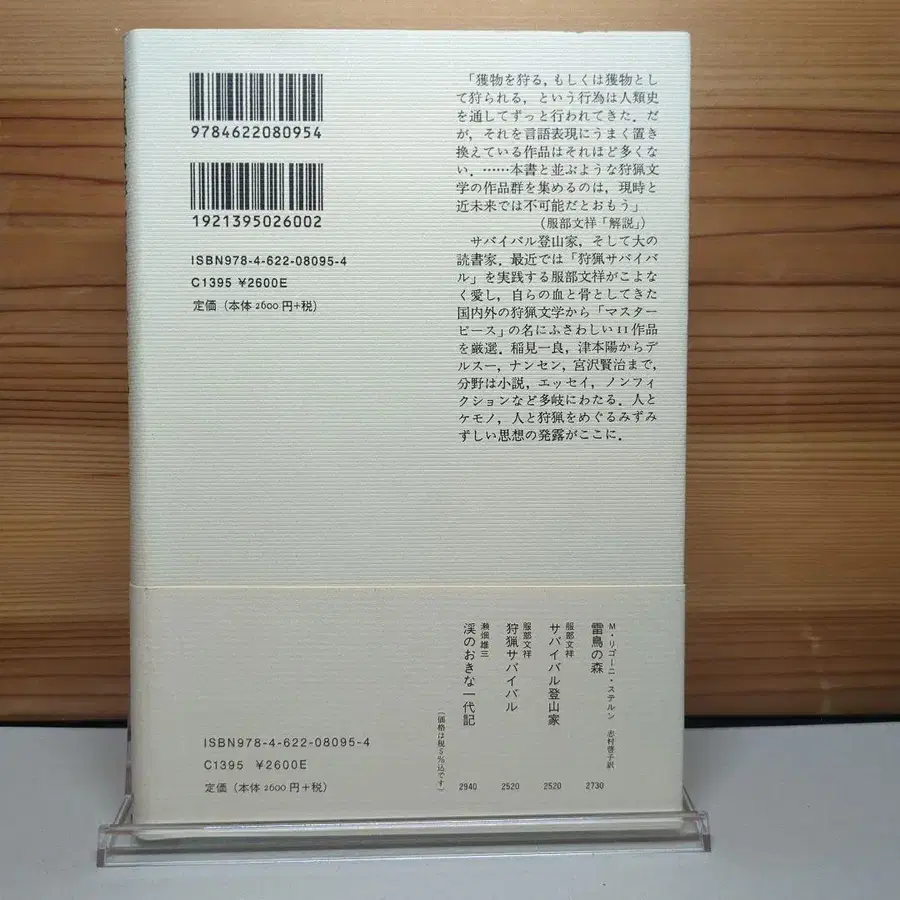 9784622080954
1921395026002
ISBN978-4-622-08095-4
C1395 ¥2600E
定価（本体2600円+税）
「獲物を狩る，もしくは獲物とし
て狩られる，という行為は人類史
を通してずっと行われてきた．だ
が，それを言語表現にうまく置き
換えている作品はそれほど多くな
い．……本書と並ぶような狩猟文
学の作品群を集めるのは，現時と
近未来では不可能だとおもう」
（服部文祥「解説」）
サバイバル登山家，そして大の
読書家．最近では「狩猟サバイバ
ル」を実践する服部文祥がこよな
く愛し，自らの血と骨としてきた
国内外の狩猟文学から「マスター
ピース」の名にふさわしい11作品
を厳選．稲見一良，津本陽からデ
ルスー，ナンセン，宮沢賢治まで，
分野は小説，エッセイ，ノンフィ
クションなど多岐にわたる．人と
ケモノ，人と狩猟をめぐるみずみ
ずしい思想の発露がここに．
M・リゴーニ・ステルン 志村啓子訳
雷鳥の森
2730
服部文祥
サバイバル登山家
2520
服部文祥
狩猟サバイバル
2520
瀬畑雄三
渓のおきな一代記
2940
（価格は税5％込です）
ISBN978-4-622-08095-4
C1395 ¥2600E
定価（本体2600円+税）